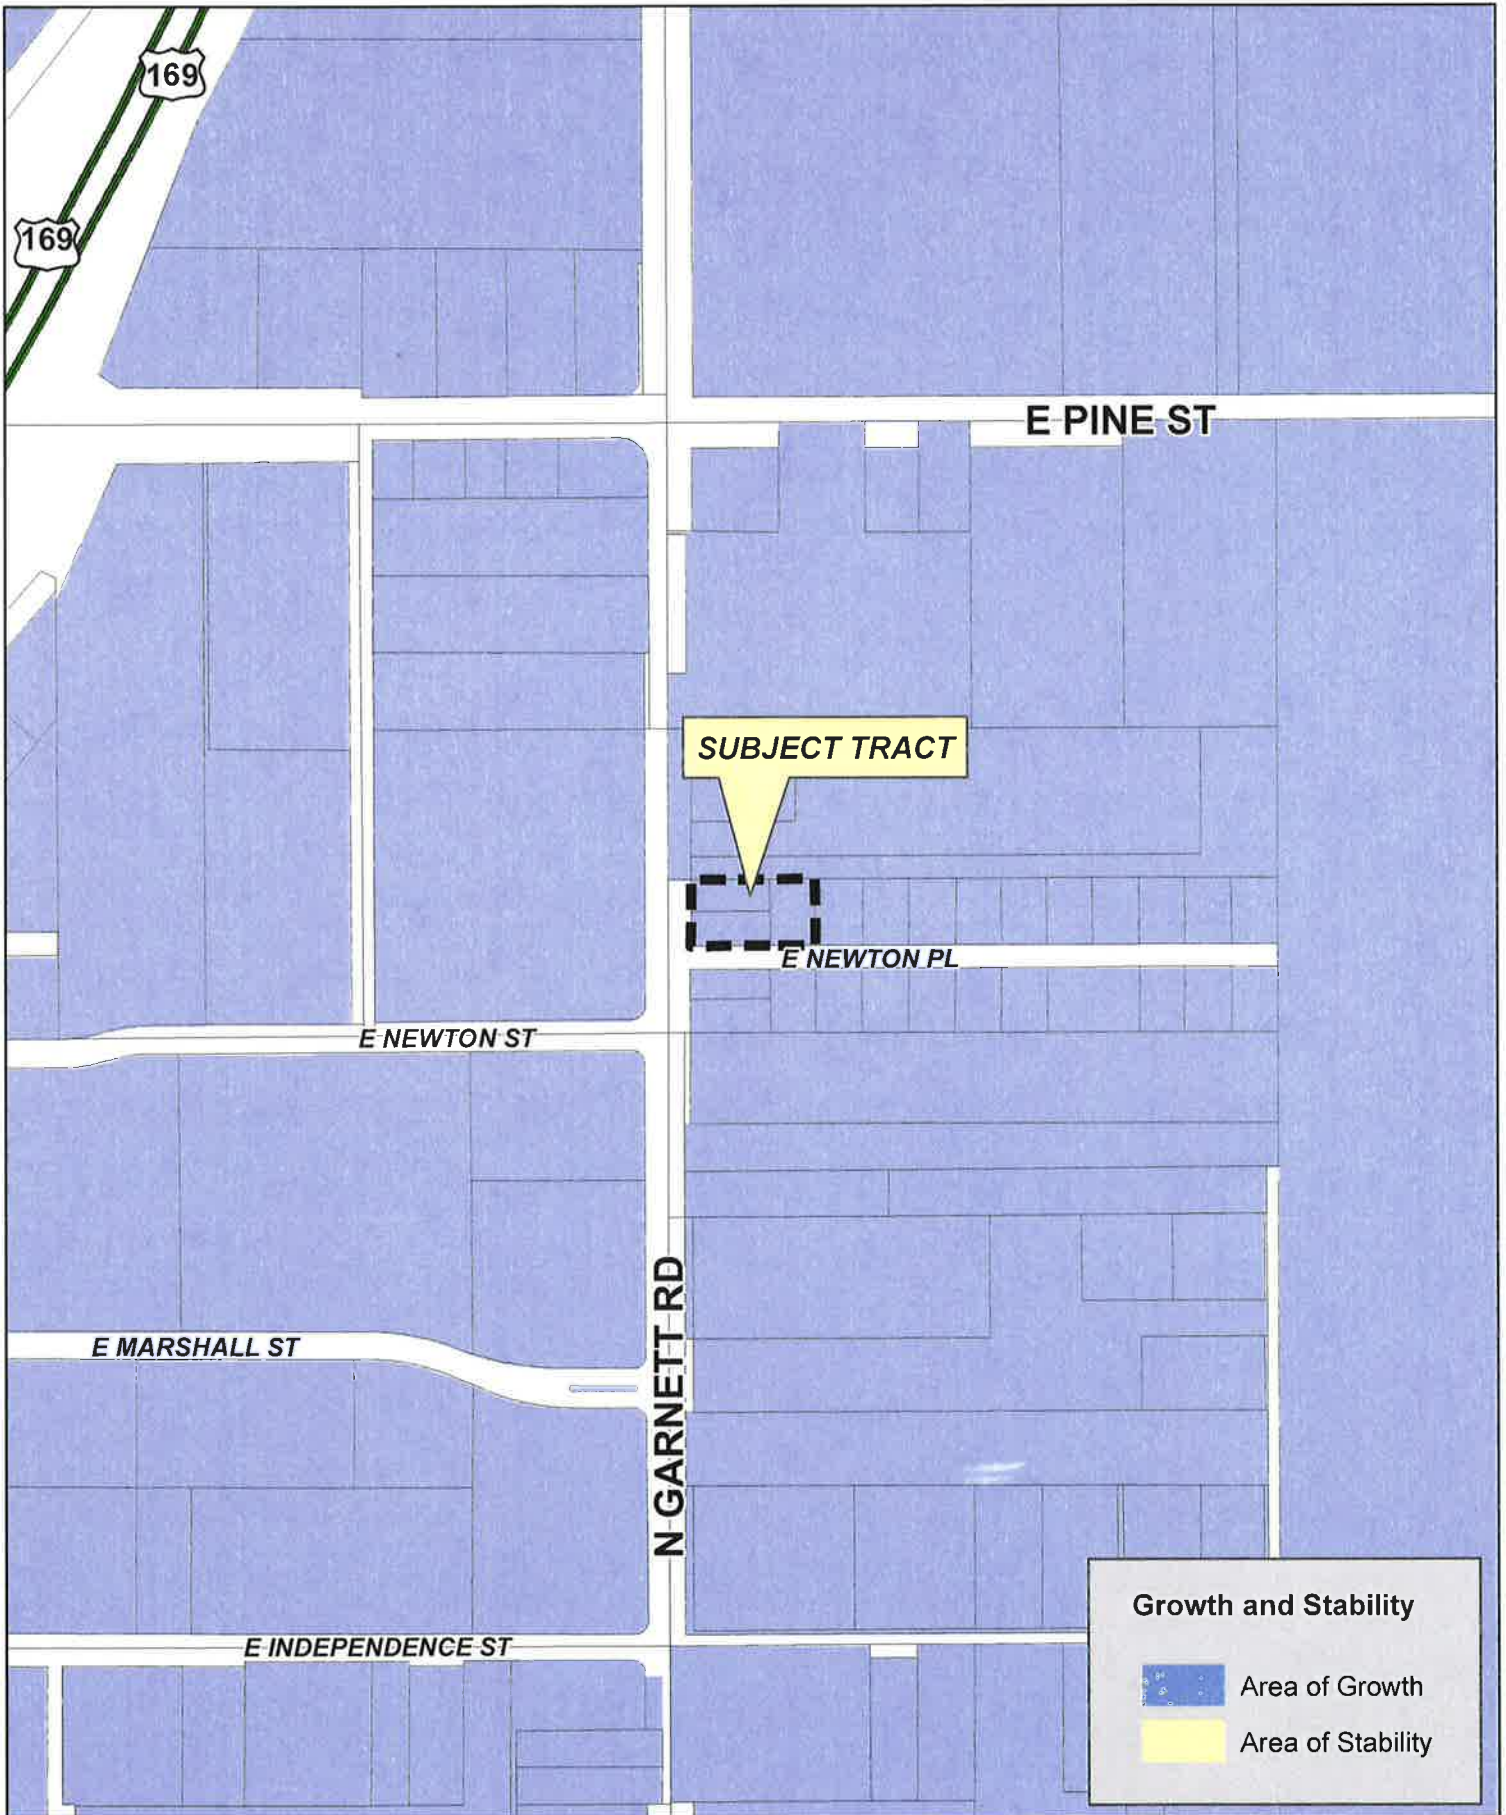 169
169
E PINE ST
SUBJECT TRACT
E NEWTON PL
E NEWTON ST
N GARNETT RD
E MARSHALL ST
E INDEPENDENCE ST
Growth and Stability
Area of Growth
Area of Stability